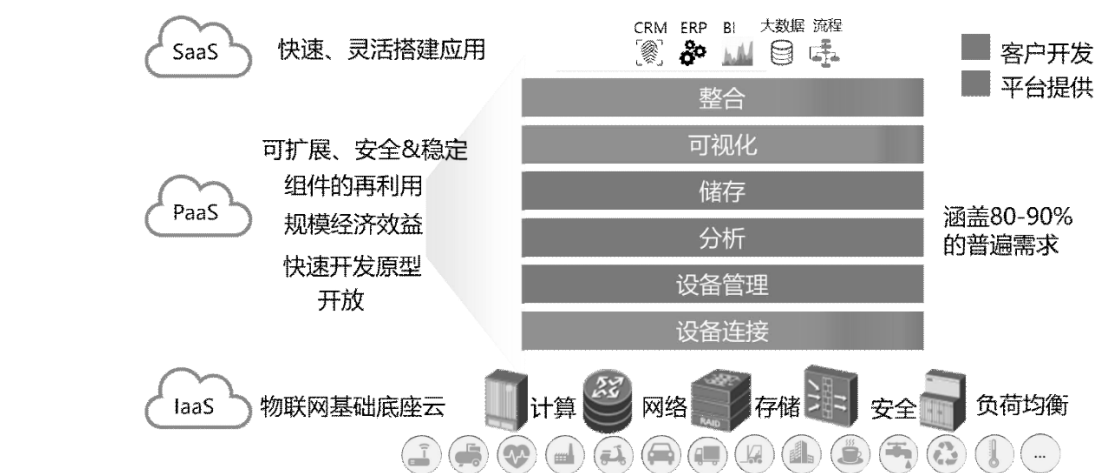 CRM ERP BI 大数据 流程
SaaS 快速、灵活搭建应用
客户开发
平台提供
整合
可视化
可扩展、安全&稳定
组件的再利用
储存
PaaS
规模经济效益
分析
涵盖80-90%
的普遍需求
快速开发原型
设备管理
开放
设备连接
IaaS 物联网基础底座云 计算 网络 存储 安全 负荷均衡
RAID
...